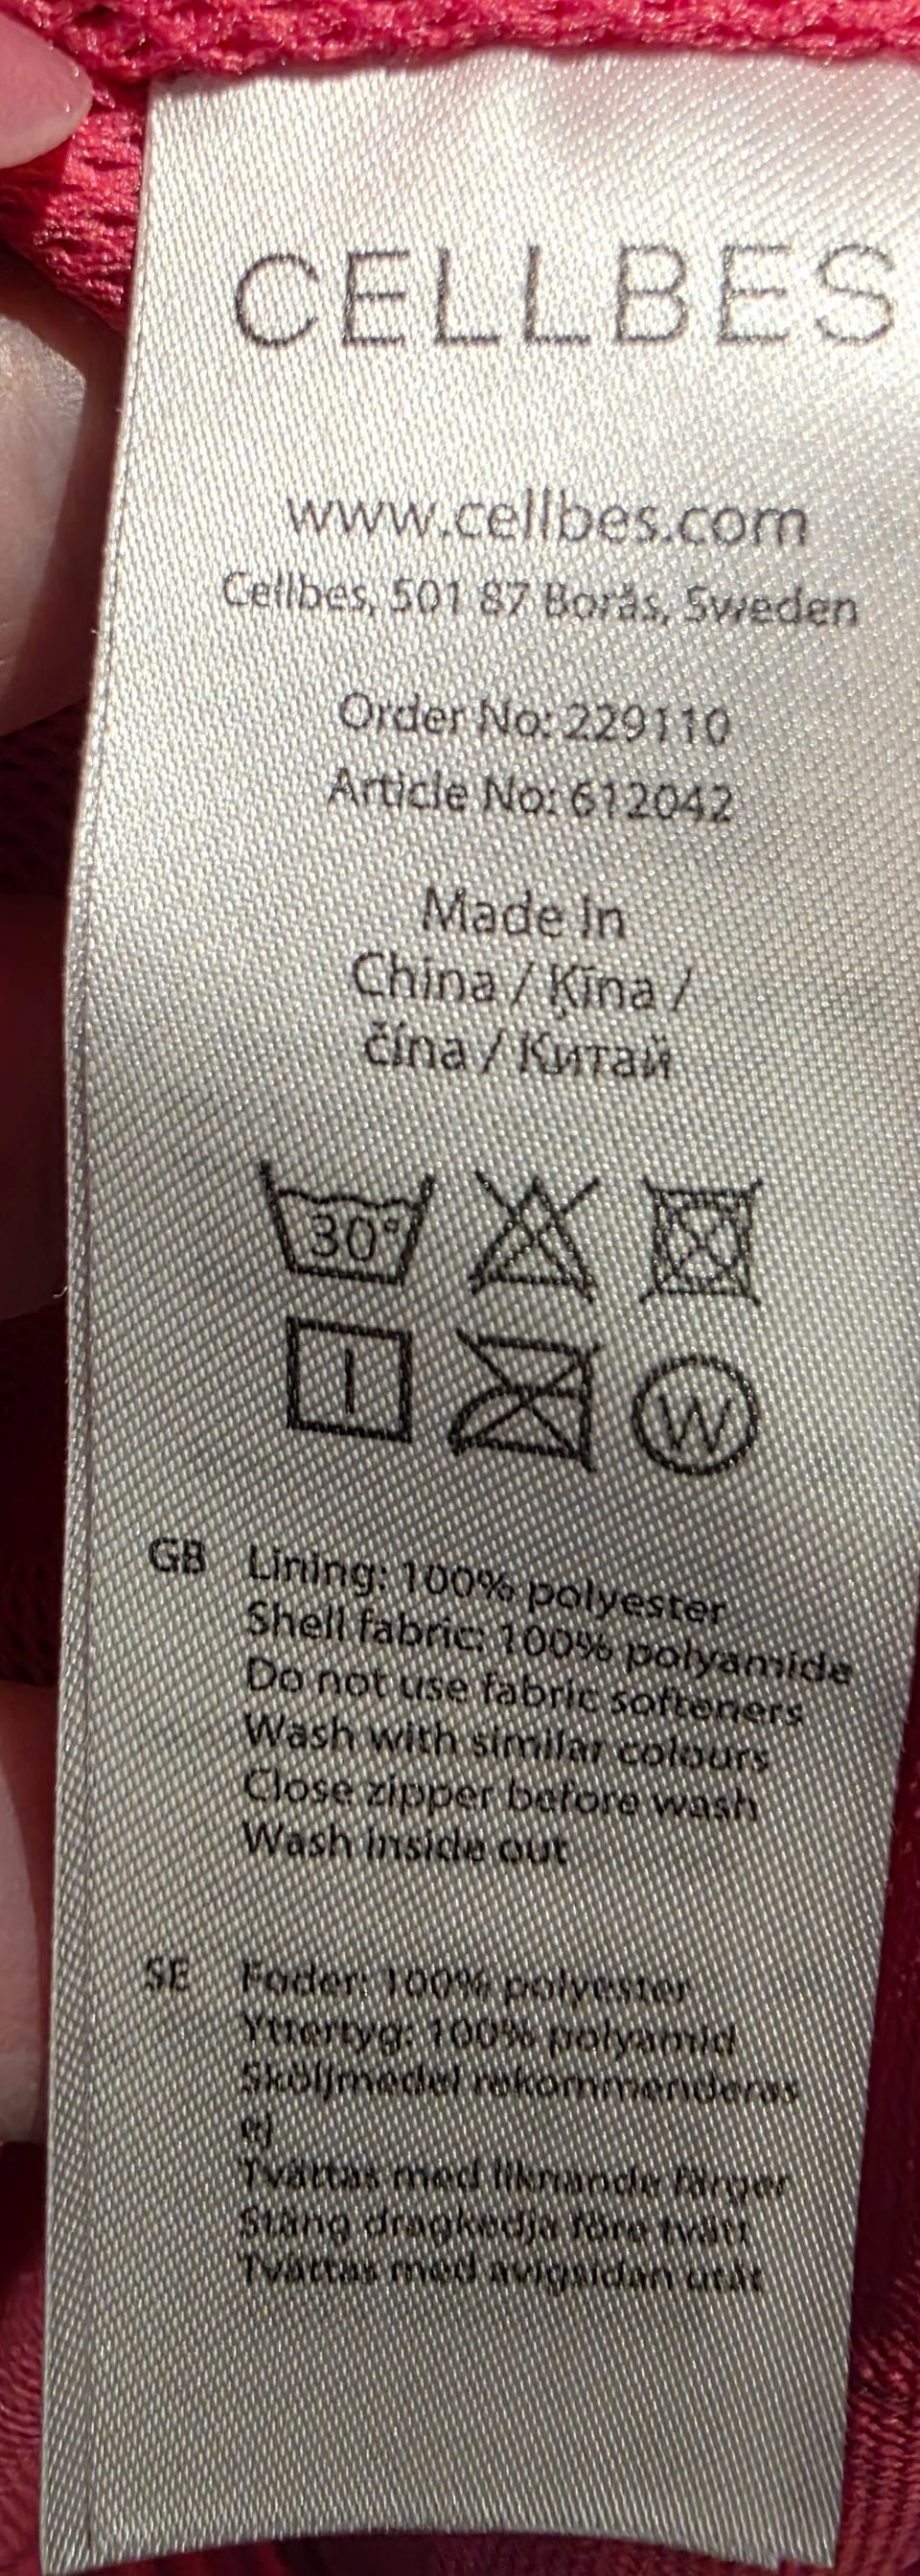 CELLBES
www.cellbes.com
Cellbes, 501 87 Borås, Sweden
Order No: 229110
Article No: 612042
Made In
China / Ķīna /
čína / Китай
30°
W
GB Lining: 100% polyester
Shell fabric: 100% polyamide
Do not use fabric softeners
Wash with similar colours
Close zipper before wash
Wash inside out
SE Foder: 100% polyester
Yttertyg: 100% polyamid
Sköljmedel rekommenderas
ej
Tvättas med liknande färger
Stäng dragkedja före tvätt
Tvättas med avigsidan utåt